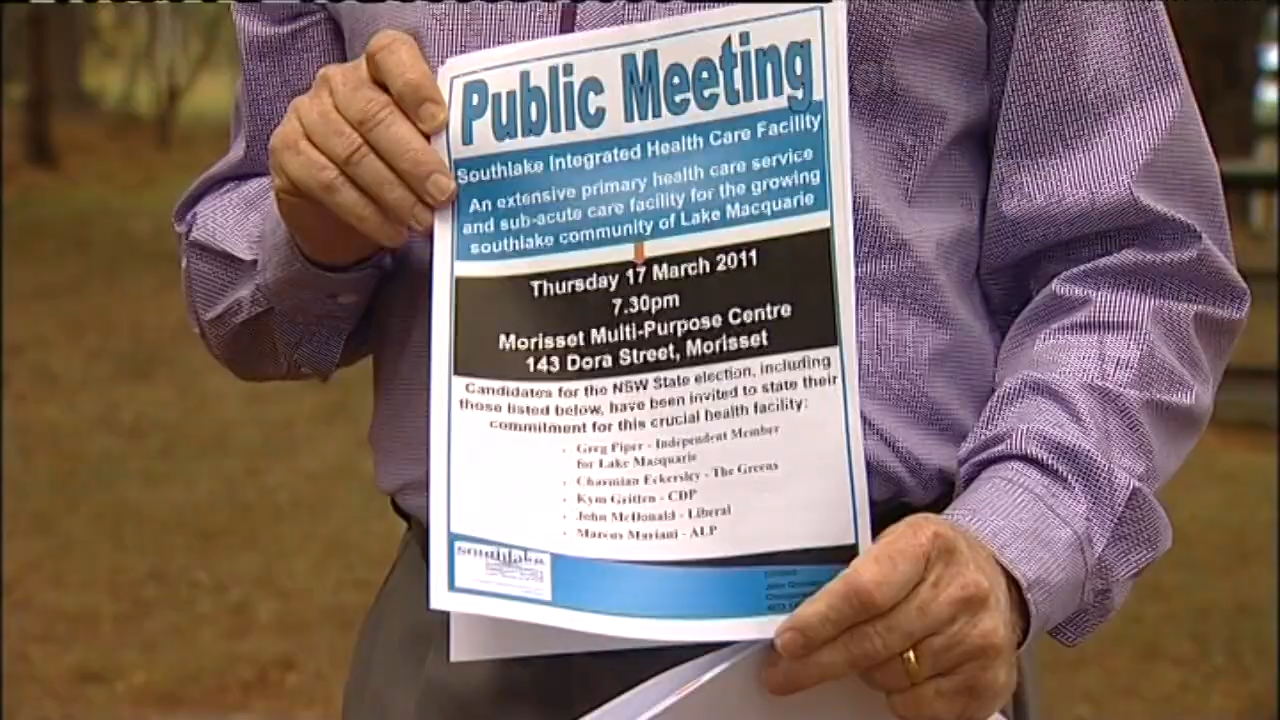 Public Meeting
Southlake Integrated Health Care Facility
An extensive primary health care service
and sub-acute care facility for the growing
southlake community of Lake Macquarie
Thursday 17 March 2011
7.30pm
Morisset Multi-Purpose Centre
143 Dora Street, Morisset
Candidates for the NSW State election, including
those listed below, have been invited to state their
commitment for this crucial health facility:
Greg Piper - Independent Member
for Lake Macquarie
Charmian Eckersley - The Greens
Kym Gritten - CDP
John McDonald - Liberal
Marcus Mariani - ALP
southlake